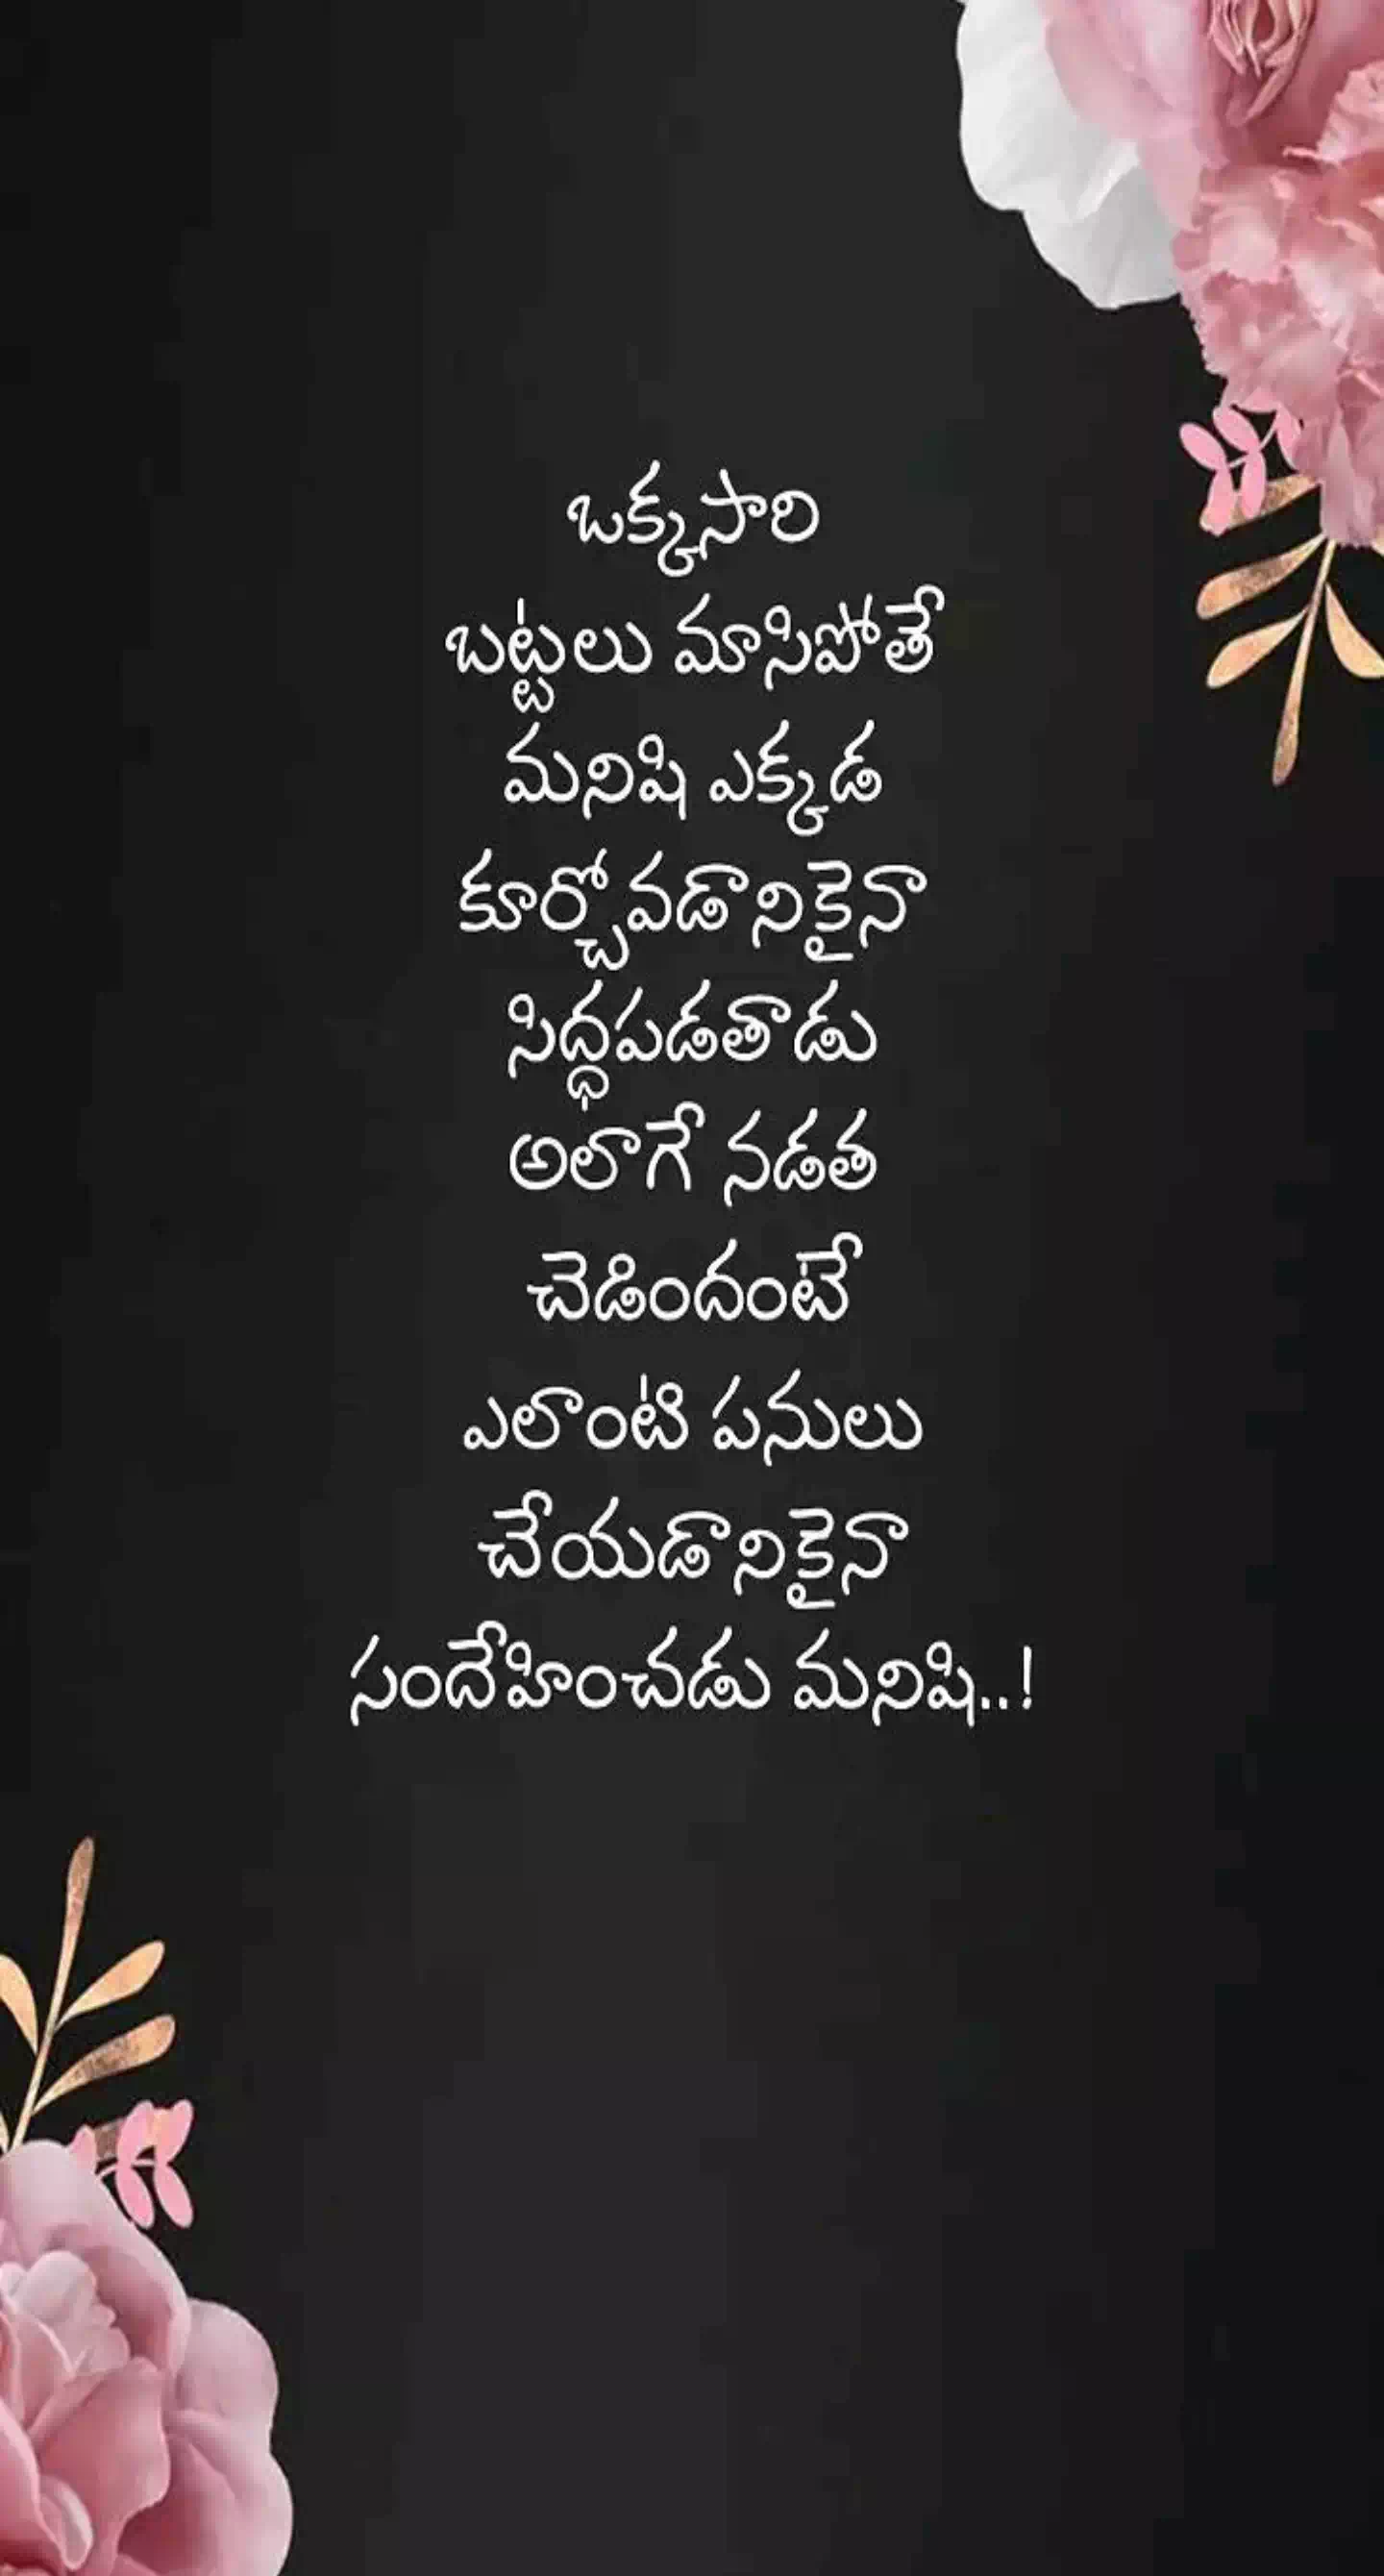 ఒక్కసారి
బట్టలు మాసిపోతే
మనిషి ఎక్కడ
కూర్చోవడానికైనా
సిద్ధపడతాడు
అలాగే నడత
చెడిందంటే
ఎలాంటి పనులు
చేయడానికైనా
సందేహించడు మనిషి..!